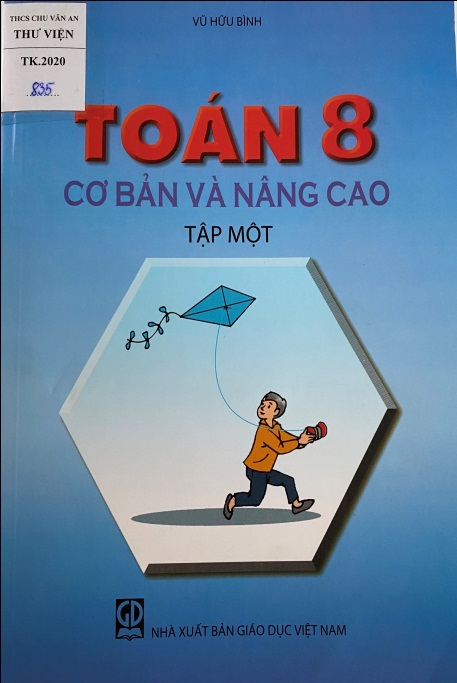 VŨ HỮU BÌNH
THCS CHU VĂN AN
THƯ VIỆN
TK.2020
835
TOÁN 8
CƠ BẢN VÀ NÂNG CAO
TẬP MỘT
GD
NHÀ XUẤT BẢN GIÁO DỤC VIỆT NAM